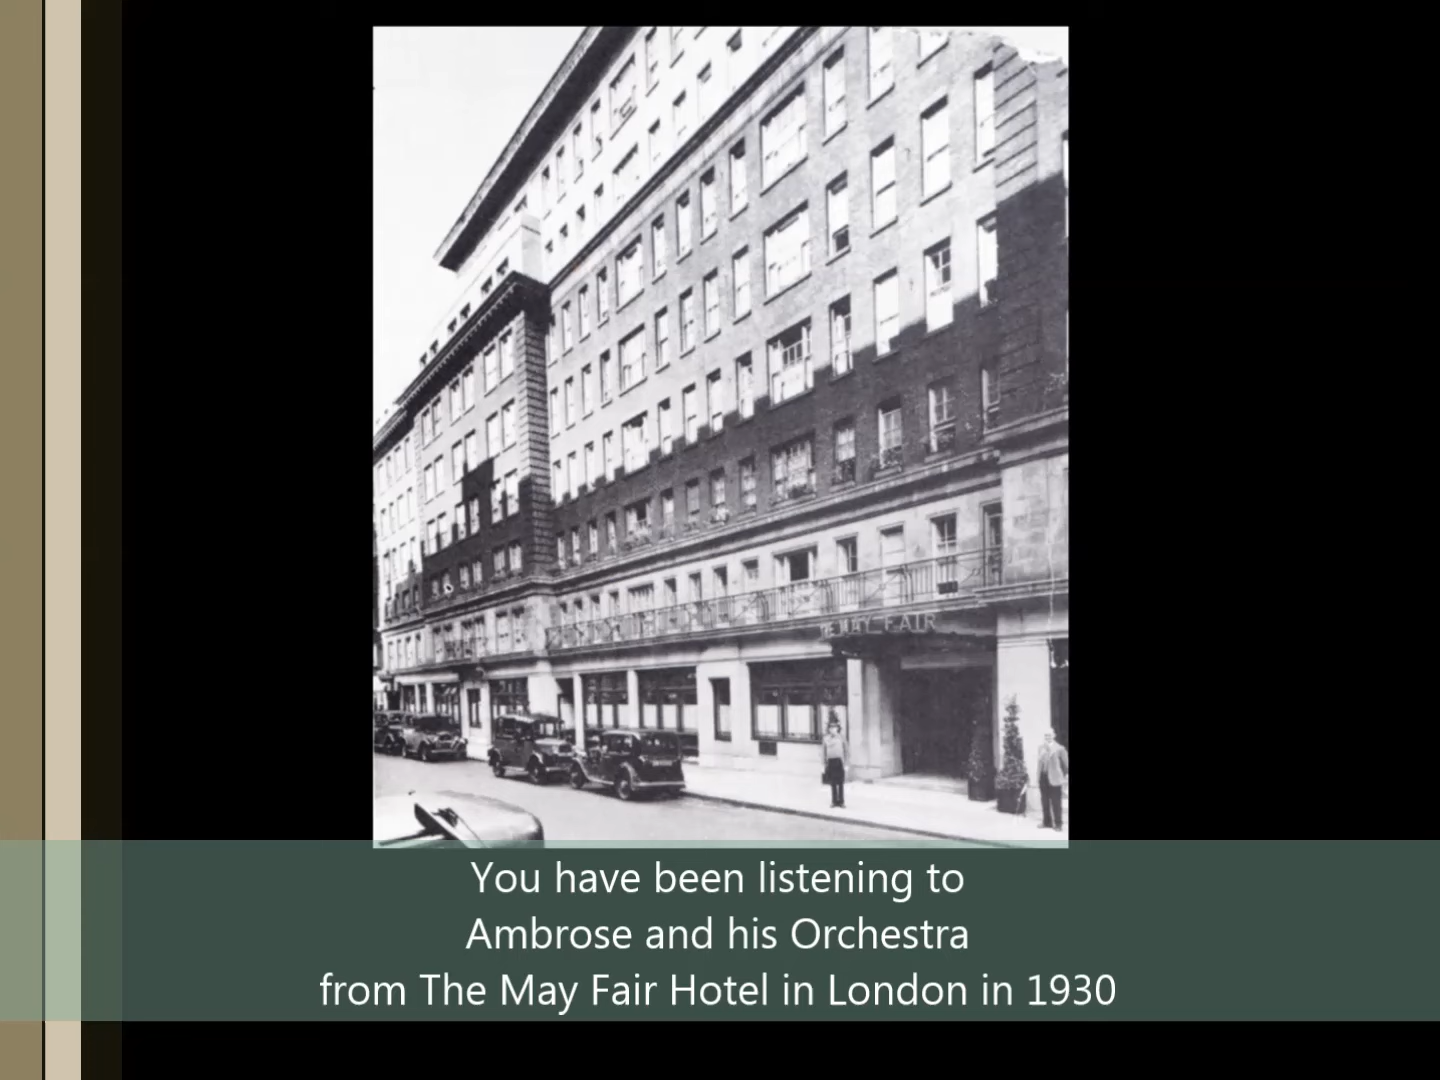 THE MAY FAIR
You have been listening to
Ambrose and his Orchestra
from The May Fair Hotel in London in 1930